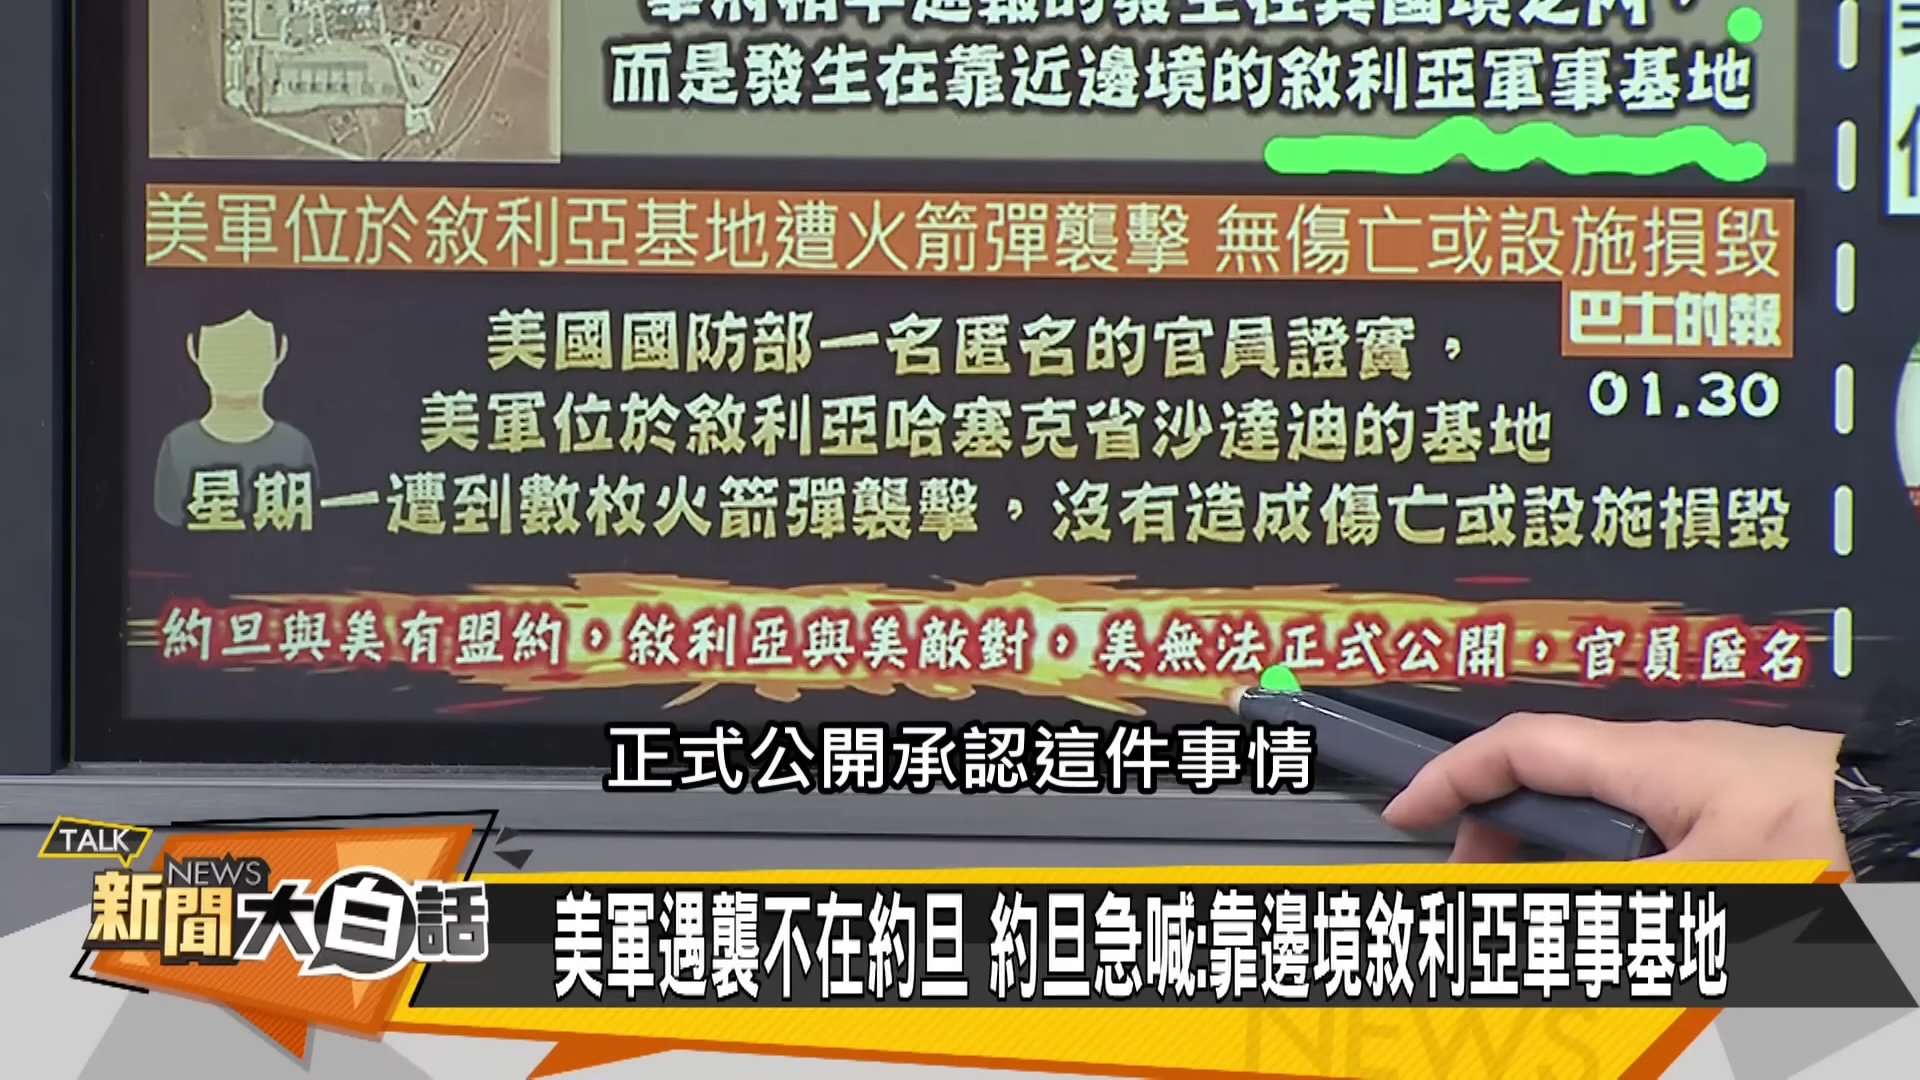 而是發生在靠近邊境的敘利亞軍事基地
美軍位於敘利亞基地遭火箭彈襲擊 無傷亡或設施損毀
巴士的報
01.30
美國國防部一名匿名的官員證實，
美軍位於敘利亞哈塞克省沙達迪的基地
星期一遭到數枚火箭彈襲擊，沒有造成傷亡或設施損毀
約旦與美有盟約，敘利亞與美敵對，美無法正式公開，官員匿名
正式公開承認這件事情
TALK
NEWS
新聞大白話
美軍遇襲不在約旦 約旦急喊:靠邊境敘利亞軍事基地
NEWS